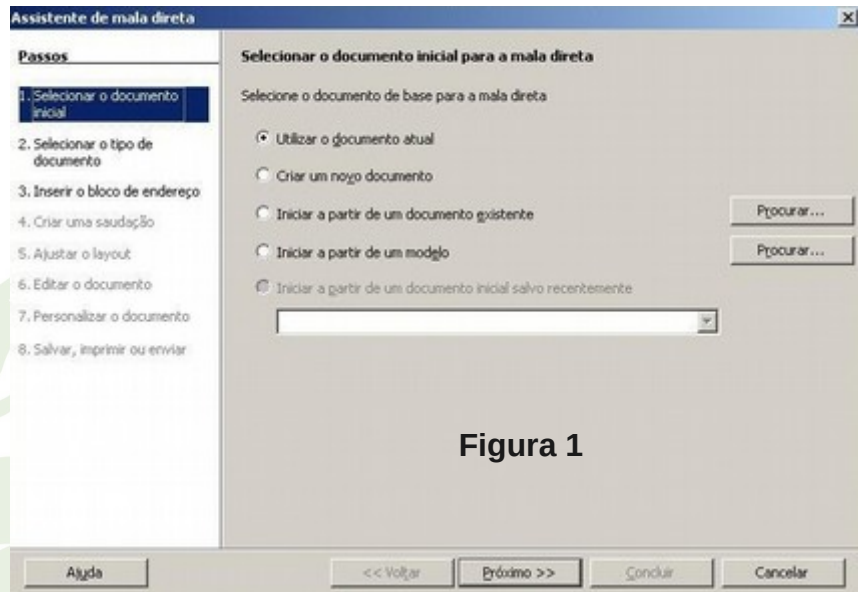 Assistente de mala direta
Passos
1. Selecionar o documento
inicial
2. Selecionar o tipo de
documento
3. Inserir o bloco de endereço
4. Criar uma saudação
5. Ajustar o layout
6. Editar o documento
7. Personalizar o documento
8. Salvar, imprimir ou enviar
Selecionar o documento inicial para a mala direta
Selecione o documento de base para a mala direta
Utilizar o documento atual
Criar um novo documento
Iniciar a partir de um documento existente
Procurar...
Iniciar a partir de um modelo
Procurar...
Iniciar a partir de um documento inicial salvo recentemente
Figura 1
Ajuda
<< Voltar
Próximo >>
Concluir
Cancelar